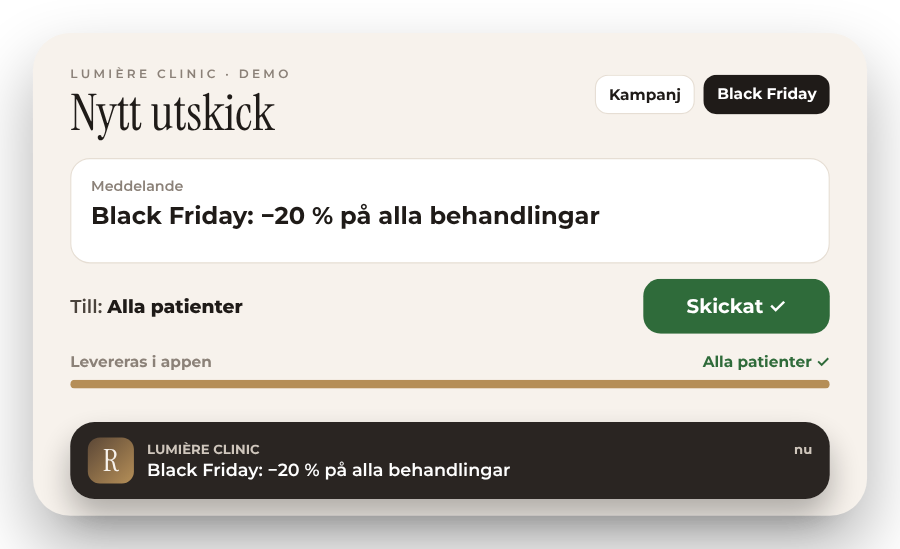 LUMIÈRE CLINIC · DEMO
Nytt utskick
Kampanj
Black Friday
Meddelande
Black Friday: −20 % på alla behandlingar
Till: Alla patienter
Skickat ✓
Levereras i appen
Alla patienter ✓
R
LUMIÈRE CLINIC
nu
Black Friday: −20 % på alla behandlingar